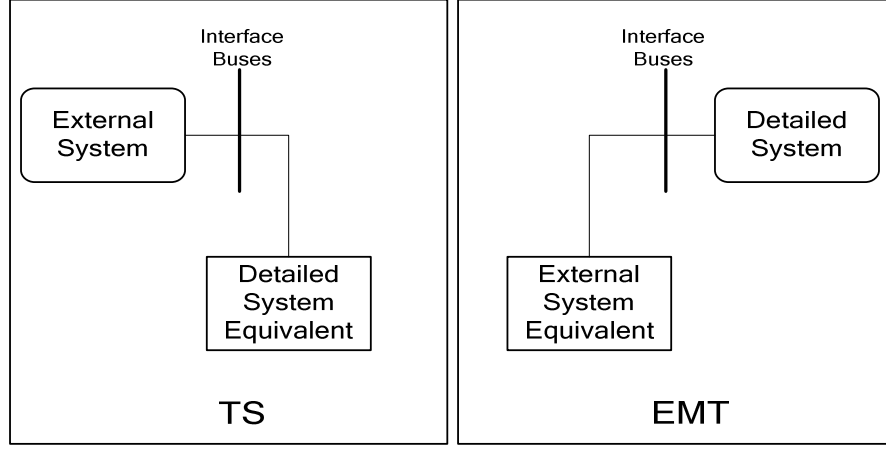 Interface
Buses
External
System
Detailed
System
Equivalent
TS
Interface
Buses
Detailed
System
External
System
Equivalent
EMT